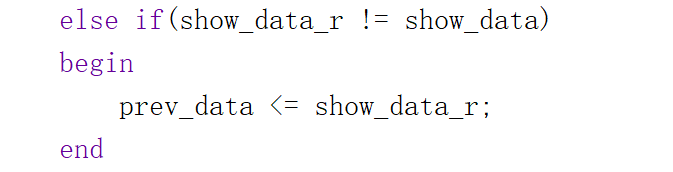 else if(show_data_r != show_data)
begin
prev_data <= show_data_r;
end